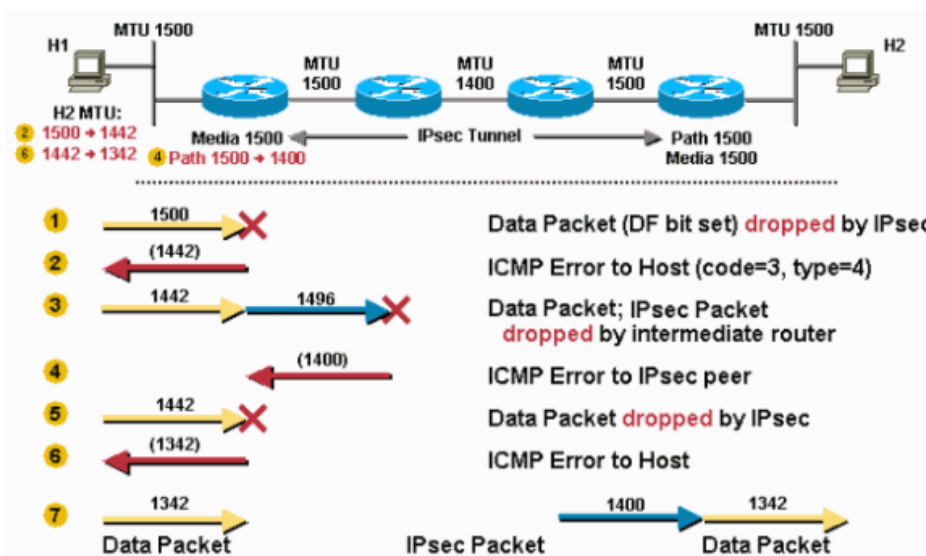 MTU 1500
MTU 1500
H1
H2
MTU
1500
MTU
1400
MTU
1500
H2 MTU:
2 1500 → 1442
6 1442 → 1342
Media 1500
IPsec Tunnel
Path 1500
4 Path 1500 → 1400
Media 1500
1 1500 Data Packet (DF bit set) dropped by IPsec
2 (1442) ICMP Error to Host (code=3, type=4)
3 1442 1496 Data Packet; IPsec Packet
dropped by intermediate router
4 (1400) ICMP Error to IPsec peer
5 1442 Data Packet dropped by IPsec
6 (1342) ICMP Error to Host
7 1342 1400 1342
Data Packet IPsec Packet Data Packet